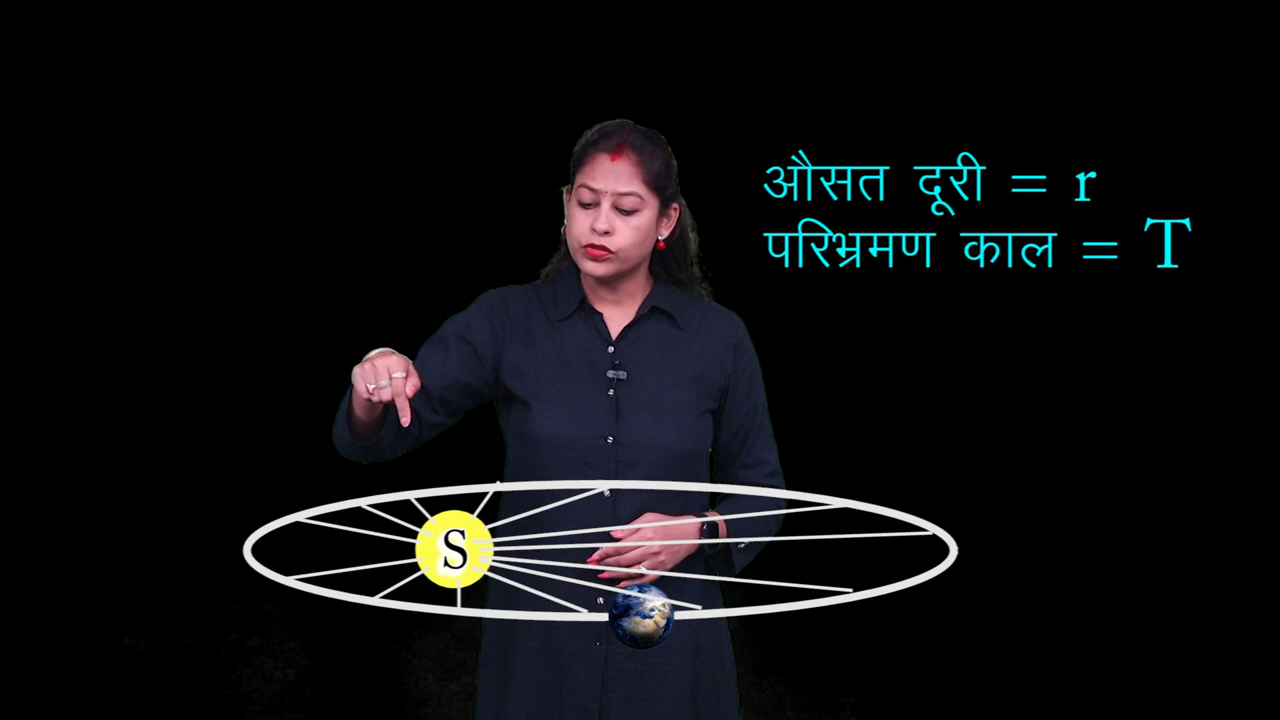 औसत दूरी = r
परिभ्रमण काल = T
S